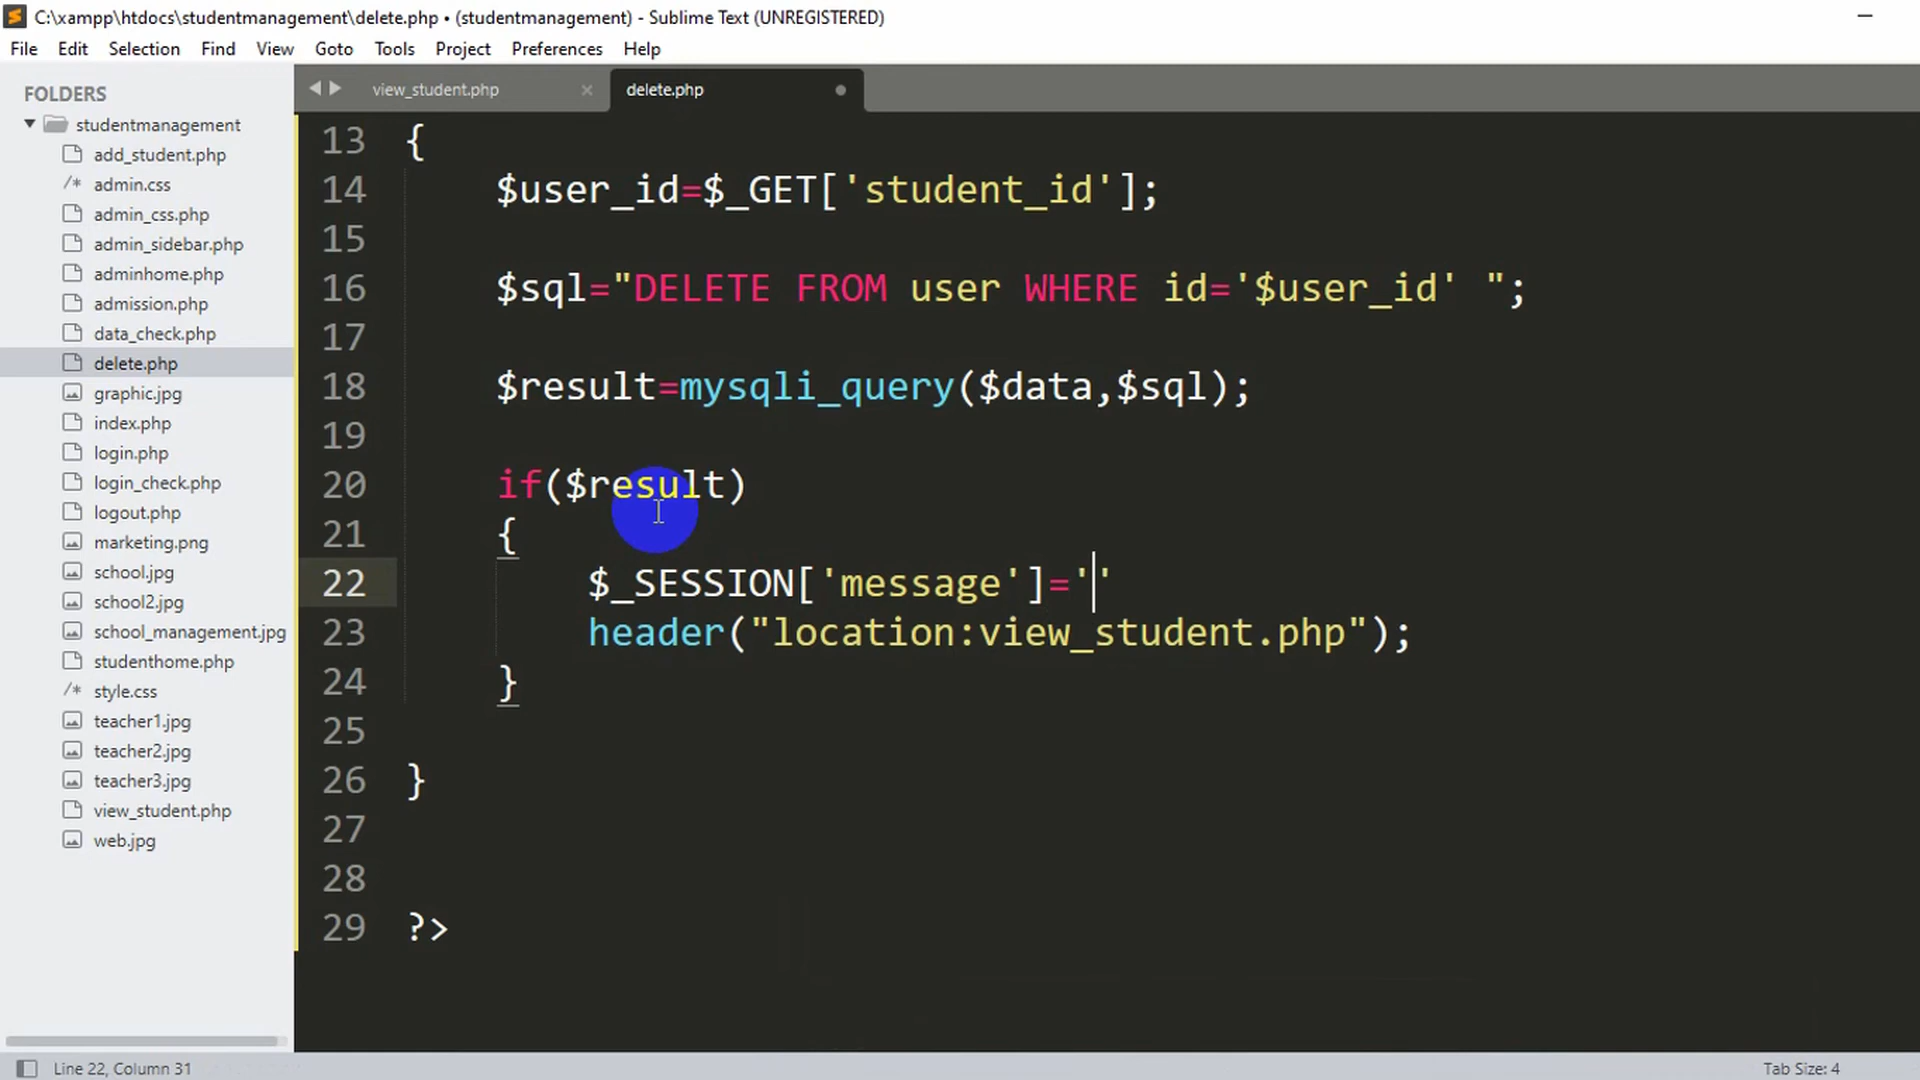 C:\xampp\htdocs\studentmanagement\delete.php • (studentmanagement) - Sublime Text (UNREGISTERED)
File Edit Selection Find View Goto Tools Project Preferences Help
FOLDERS
studentmanagement
add_student.php
/* admin.css
admin_css.php
admin_sidebar.php
adminhome.php
admission.php
data_check.php
delete.php
graphic.jpg
index.php
login.php
login_check.php
logout.php
marketing.png
school.jpg
school2.jpg
school_management.jpg
studenthome.php
/* style.css
teacher1.jpg
teacher2.jpg
teacher3.jpg
view_student.php
web.jpg
view_student.php × delete.php
13 {
14 $user_id=$_GET['student_id'];
15
16 $sql="DELETE FROM user WHERE id='$user_id' ";
17
18 $result=mysqli_query($data,$sql);
19
20 if($result)
21 {
22 $_SESSION['message']=''
23 header("location:view_student.php");
24 }
25
26 }
27
28
29 ?>
Line 22, Column 31
Tab Size: 4